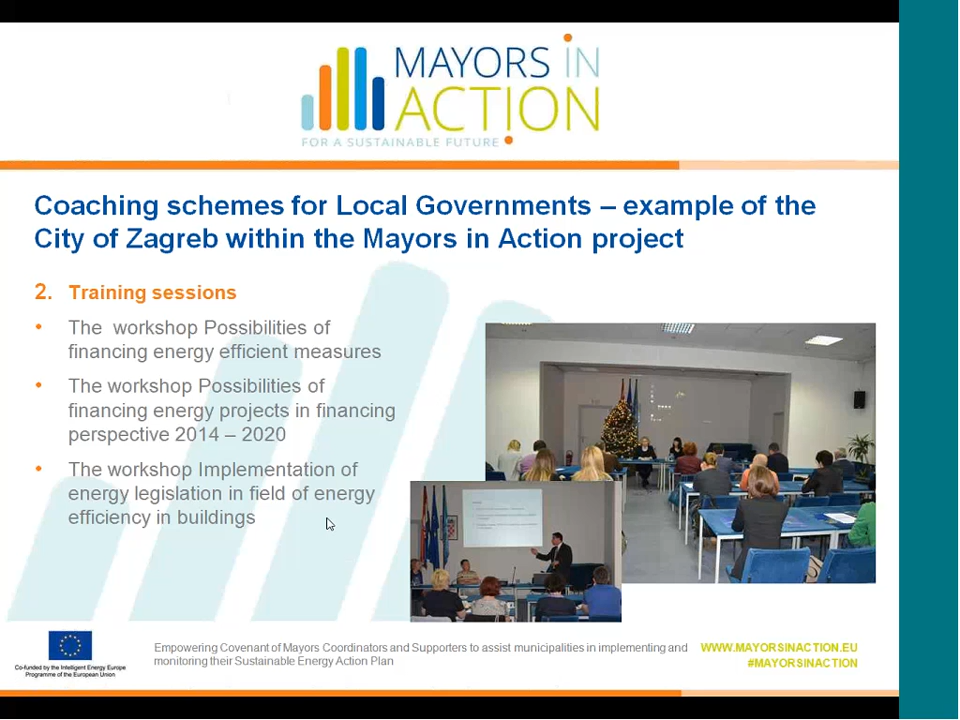 MAYORS IN
ACTION
FOR A SUSTAINABLE FUTURE
Coaching schemes for Local Governments – example of the
City of Zagreb within the Mayors in Action project
2. Training sessions
• The workshop Possibilities of
financing energy efficient measures
• The workshop Possibilities of
financing energy projects in financing
perspective 2014 – 2020
• The workshop Implementation of
energy legislation in field of energy
efficiency in buildings
Co-funded by the Intelligent Energy Europe
Programme of the European Union
Empowering Covenant of Mayors Coordinators and Supporters to assist municipalities in implementing and
monitoring their Sustainable Energy Action Plan
WWW.MAYORSINACTION.EU
#MAYORSINACTION